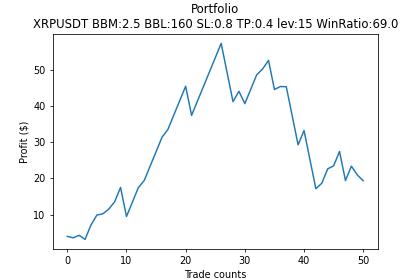 Portfolio
XRPUSDT BBM:2.5 BBL:160 SL:0.8 TP:0.4 lev:15 WinRatio:69.0
50
40
30
20
10
Profit ($)
0 10 20 30 40 50
Trade counts